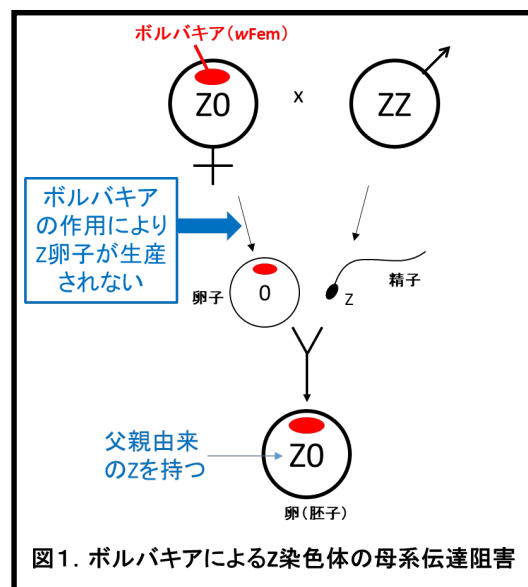 ボルバキア(wFem)
ZO
x
ZZ
ボルバキア
の作用により
Z卵子が生産
されない
卵子
O
Z
精子
父親由来
のZを持つ
ZO
卵(胚子)
図1. ボルバキアによるZ染色体の母系伝達阻害